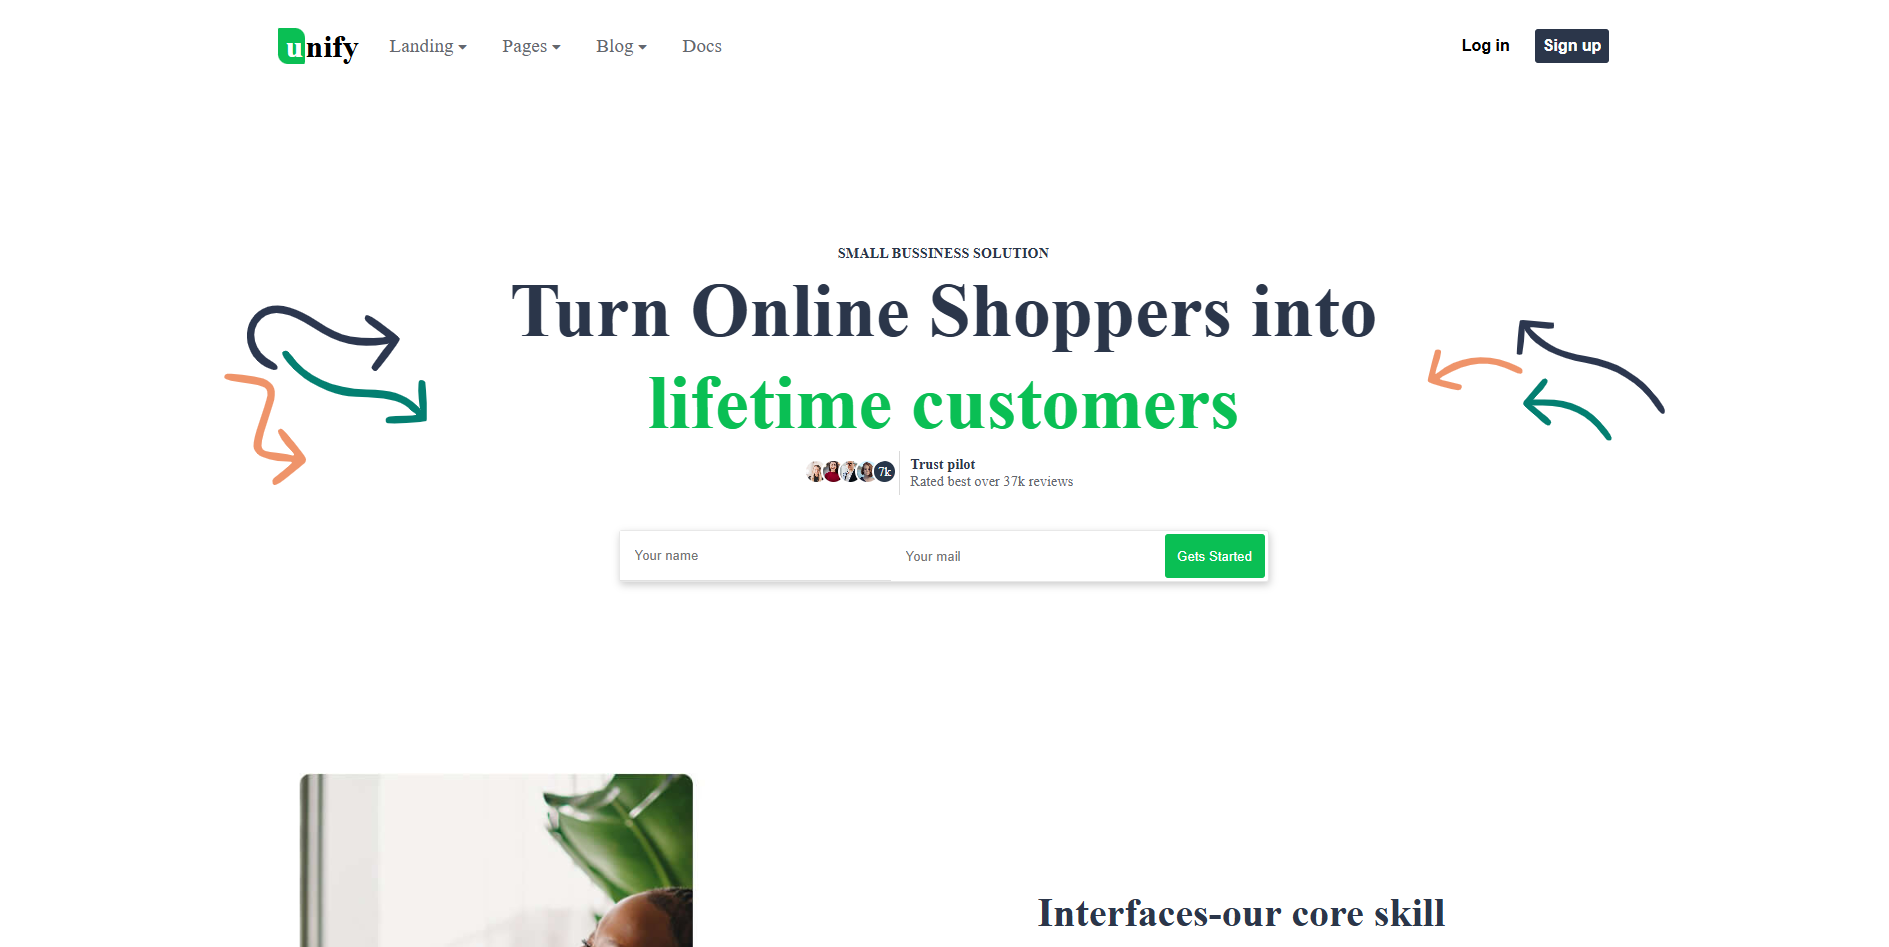 unify
Landing
Pages
Blog
Docs
Log in
Sign up
SMALL BUSSINESS SOLUTION
Turn Online Shoppers into
lifetime customers
7k
Trust pilot
Rated best over 37k reviews
Your name
Your mail
Gets Started
Interfaces-our core skill